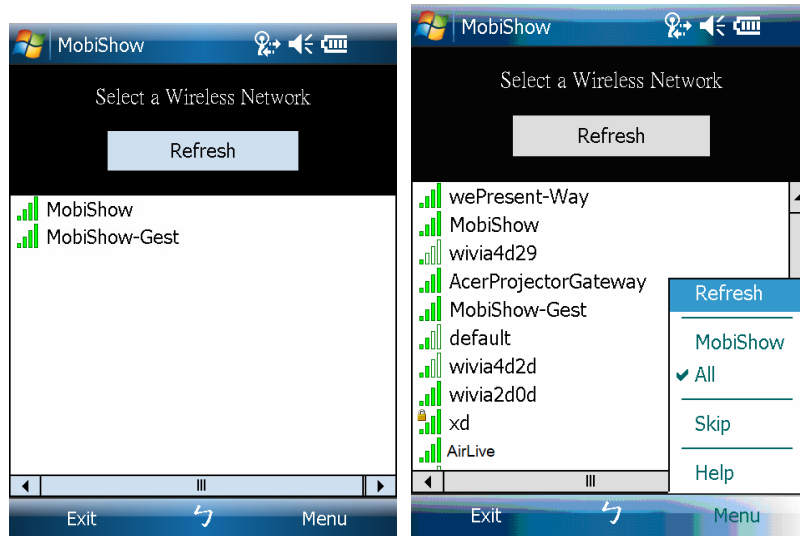 MobiShow
Select a Wireless Network
Refresh
MobiShow
MobiShow-Gest
Exit
ㄅ
Menu
MobiShow
Select a Wireless Network
Refresh
wePresent-Way
MobiShow
wivia4d29
AcerProjectorGateway
MobiShow-Gest
default
wivia4d2d
wivia2d0d
xd
AirLive
Refresh
MobiShow
All
Skip
Help
Exit
ㄅ
Menu